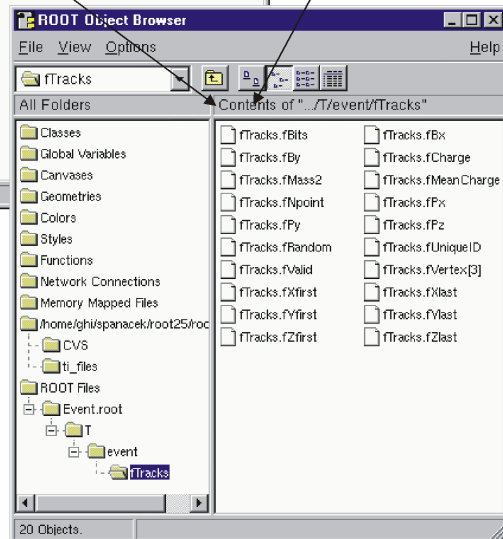 ROOT Object Browser
File View Options Help
fTracks
All Folders
Contents of ".../T/event/fTracks"
Classes
Global Variables
Canvases
Geometries
Colors
Styles
Functions
Network Connections
Memory Mapped Files
/home/ghi/spanacek/root25/roo
CVS
ti_files
ROOT Files
Event.root
T
event
fTracks
fTracks.fBits fTracks.fBx
fTracks.fBy fTracks.fCharge
fTracks.fMass2 fTracks.fMeanCharge
fTracks.fNpoint fTracks.fPx
fTracks.fPy fTracks.fPz
fTracks.fRandom fTracks.fUniqueID
fTracks.fValid fTracks.fVertex[3]
fTracks.fXfirst fTracks.fXlast
fTracks.fYfirst fTracks.fYlast
fTracks.fZfirst fTracks.fZlast
20 Objects.